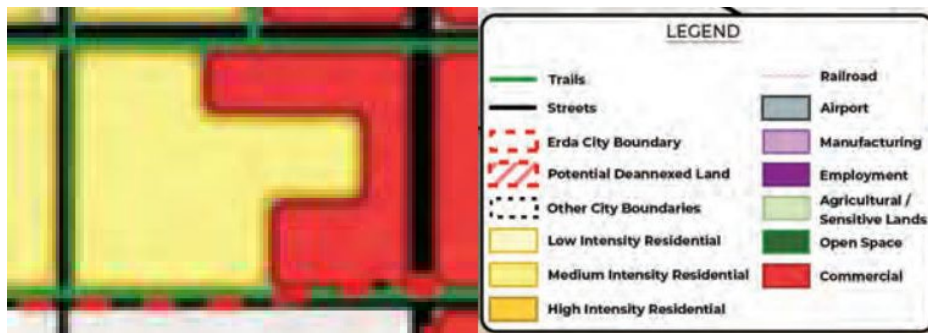 LEGEND
Trails
Streets
Erda City Boundary
Potential Deannexed Land
Other City Boundaries
Low Intensity Residential
Medium Intensity Residential
High Intensity Residential
Railroad
Airport
Manufacturing
Employment
Agricultural /
Sensitive Lands
Open Space
Commercial